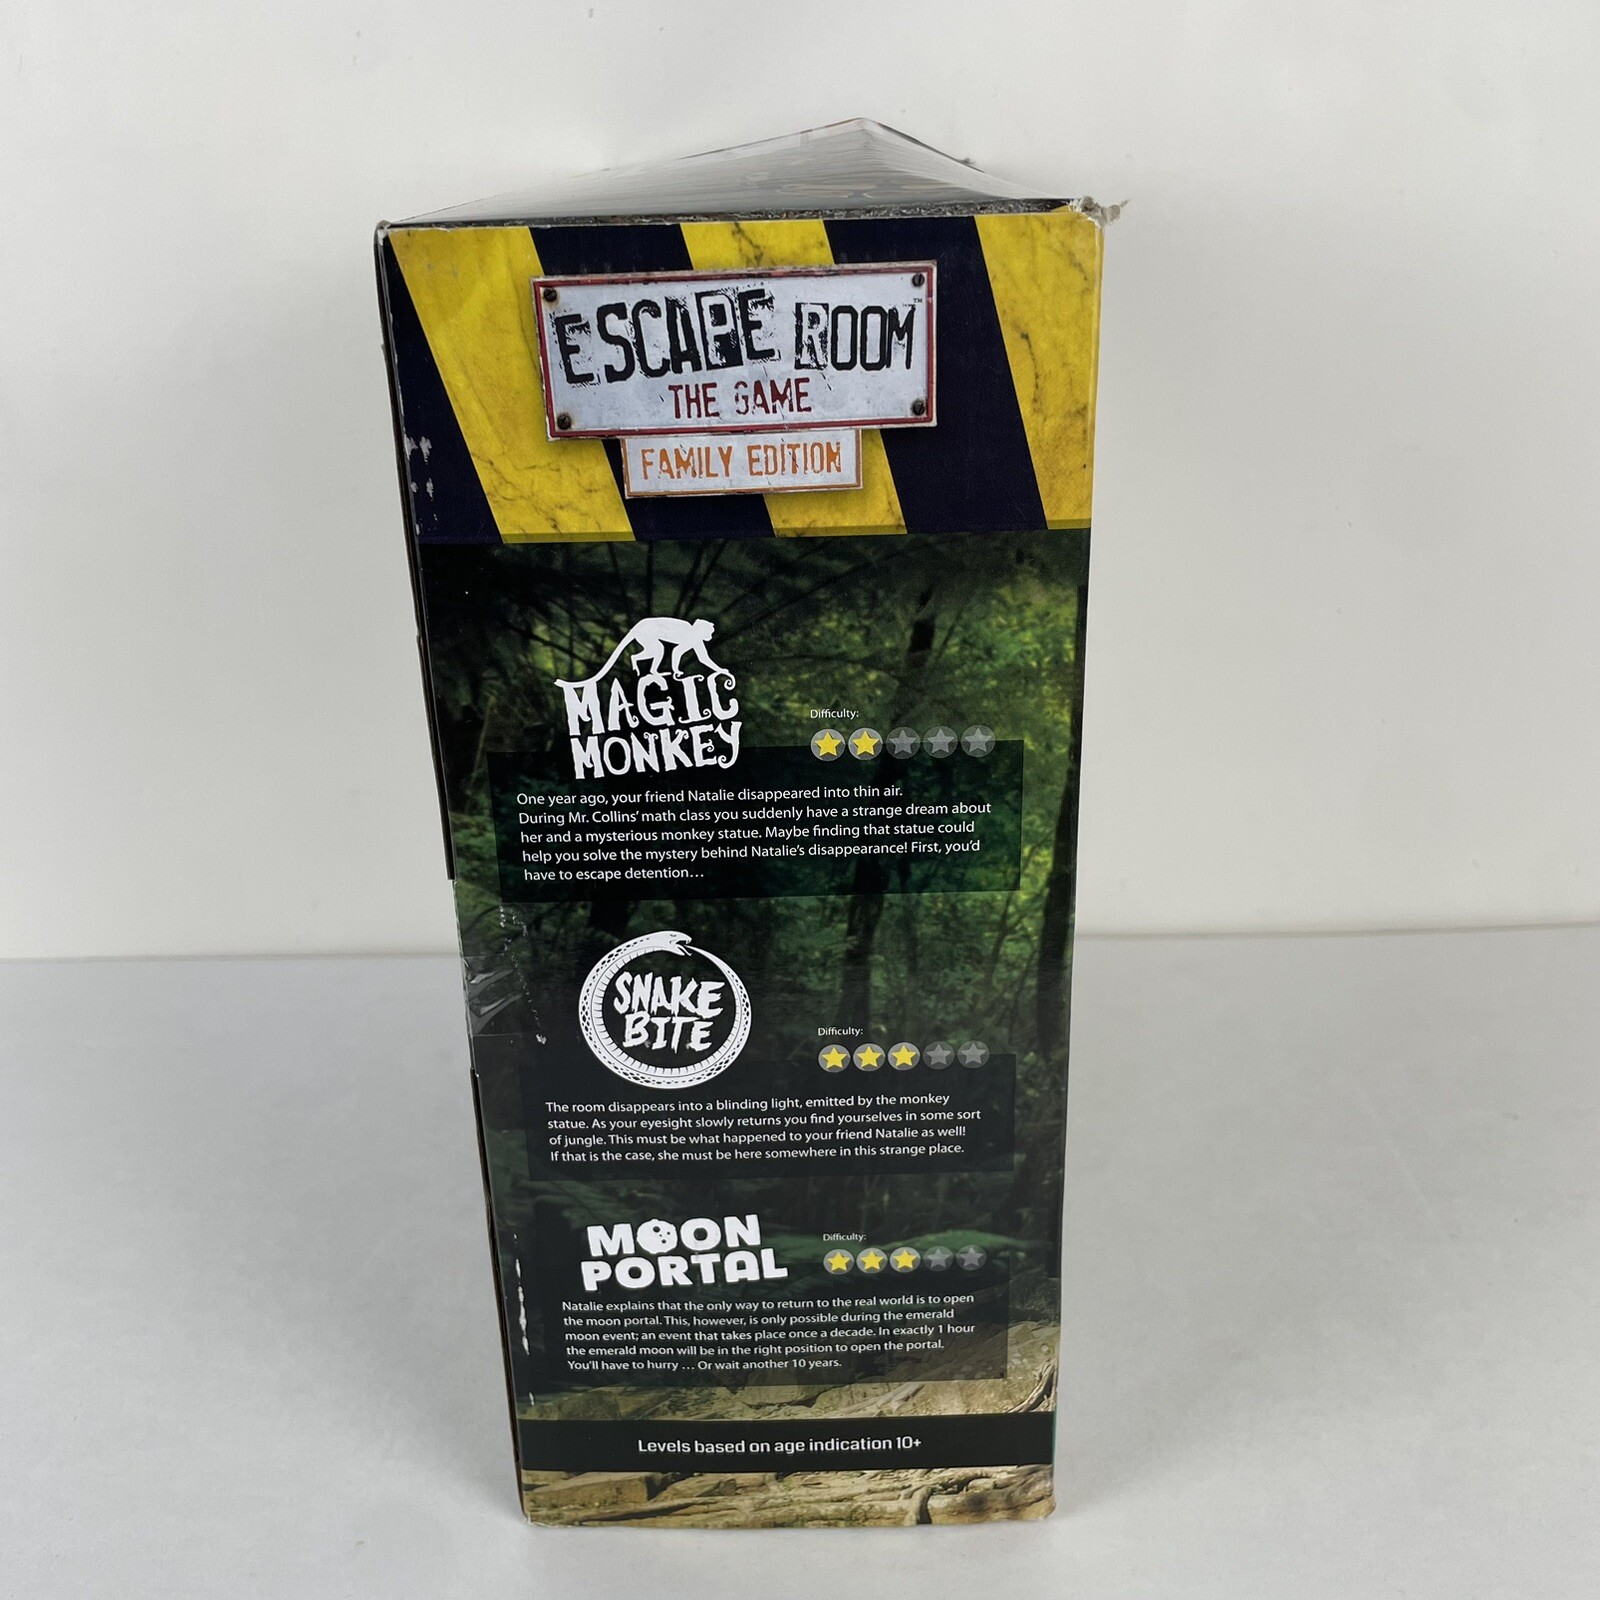 ESCAPE ROOM™
THE GAME
FAMILY EDITION
MAGIC
MONKEY
Difficulty:
One year ago, your friend Natalie disappeared into thin air.
During Mr. Collins' math class you suddenly have a strange dream about
her and a mysterious monkey statue. Maybe finding that statue could
help you solve the mystery behind Natalie's disappearance! First, you'd
have to escape detention...
SNAKE
BITE
Difficulty:
The room disappears into a blinding light, emitted by the monkey
statue. As your eyesight slowly returns you find yourselves in some sort
of jungle. This must be what happened to your friend Natalie as well!
If that is the case, she must be here somewhere in this strange place.
MOON
PORTAL
Difficulty:
Natalie explains that the only way to return to the real world is to open
the moon portal. This, however, is only possible during the emerald
moon event; an event that takes place once a decade. In exactly 1 hour
the emerald moon will be in the right position to open the portal.
You'll have to hurry ... Or wait another 10 years.
Levels based on age indication 10+